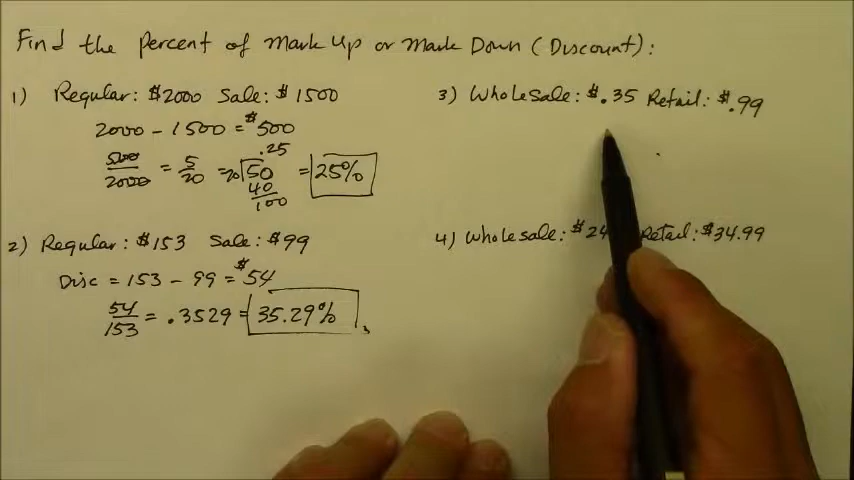 Find the percent of Mark Up or Mark Down (Discount):
1) Regular: $2000 Sale: $1500
2000 - 1500 = $500
500/2000 = 5/20 = 20⟌50 .25 = 25%
40
100
2) Regular: $153 Sale: $99
Disc = 153 - 99 = $54
54/153 = .3529 = 35.29%
3) Wholesale: $.35 Retail: $.99
4) Wholesale: $24 Retail: $34.99